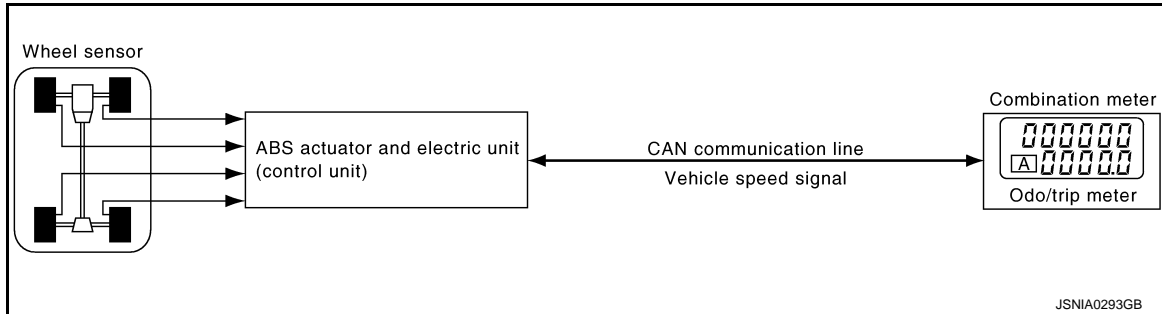 Wheel sensor
ABS actuator and electric unit
(control unit)
CAN communication line
Vehicle speed signal
Combination meter
000000
A 0000.0
Odo/trip meter
JSNIA0293GB